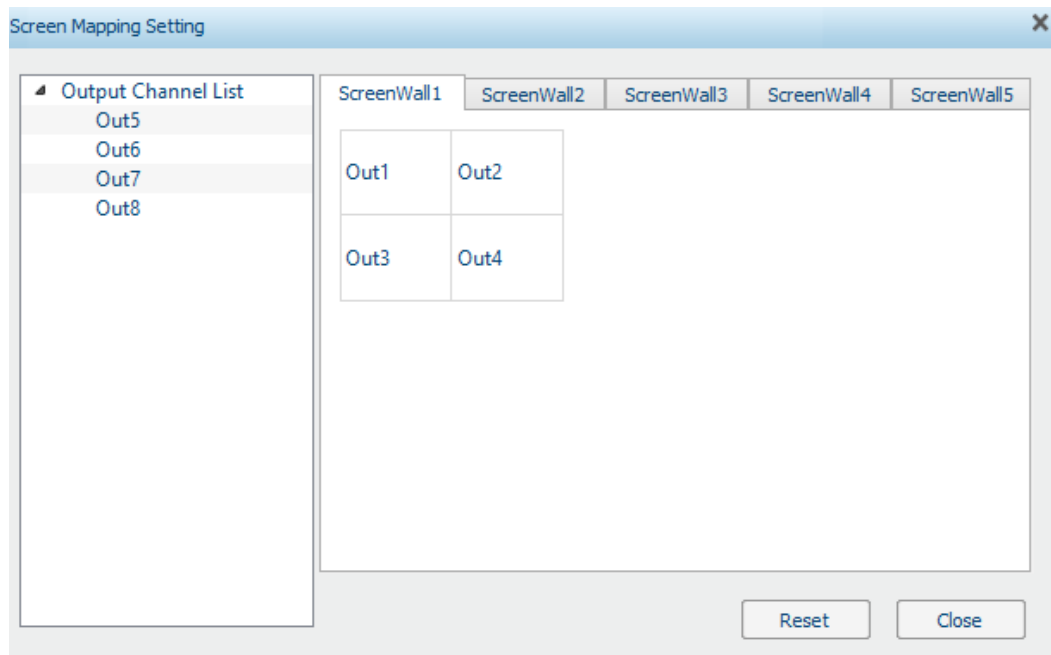 Screen Mapping Setting
Output Channel List
Out5
Out6
Out7
Out8
ScreenWall1 ScreenWall2 ScreenWall3 ScreenWall4 ScreenWall5
Out1 Out2
Out3 Out4
Reset Close